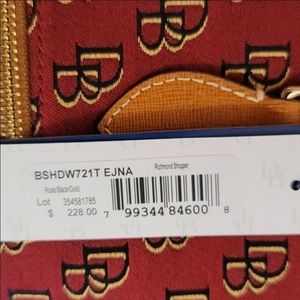 BSHDW721T EJNA
Richmond Shopper
Rose/Black/Gold
Lot 354581785
$ 228.00
7 99344 84600 8